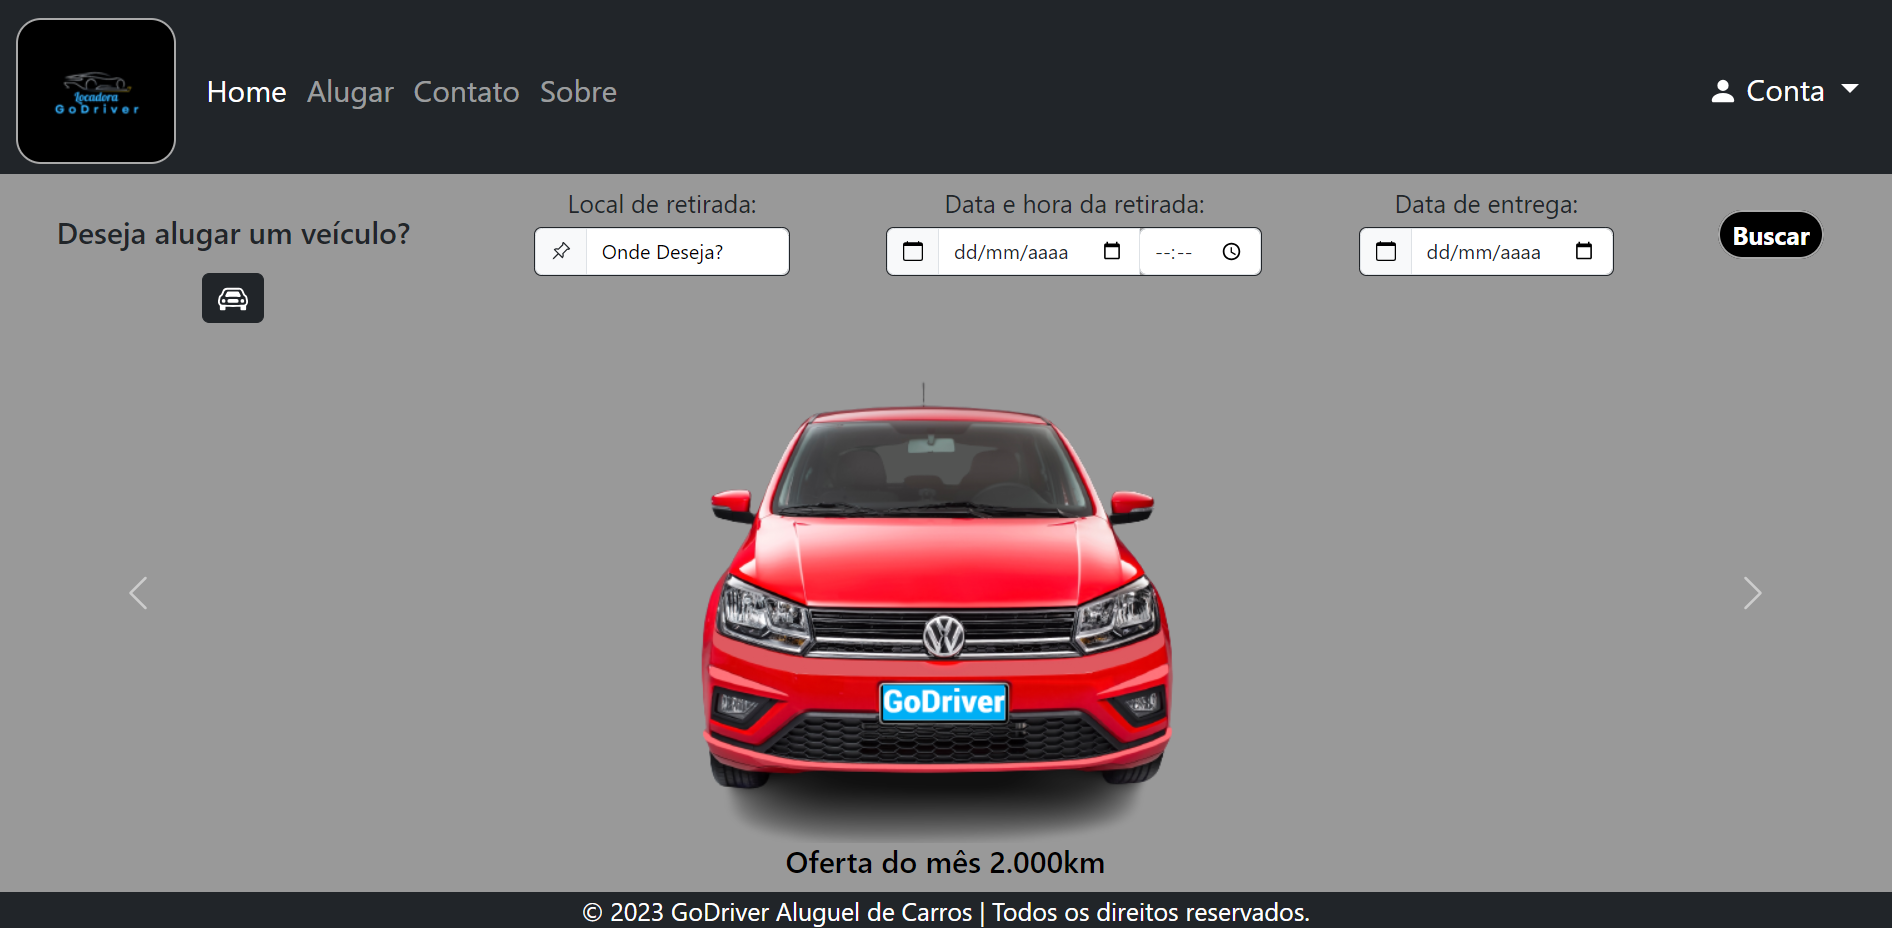 Locadora
GoDriver
Home Alugar Contato Sobre
Conta
Deseja alugar um veículo?
Local de retirada:
Onde Deseja?
Data e hora da retirada:
dd/mm/aaaa
--:--
Data de entrega:
dd/mm/aaaa
Buscar
GoDriver
Oferta do mês 2.000km
© 2023 GoDriver Aluguel de Carros | Todos os direitos reservados.